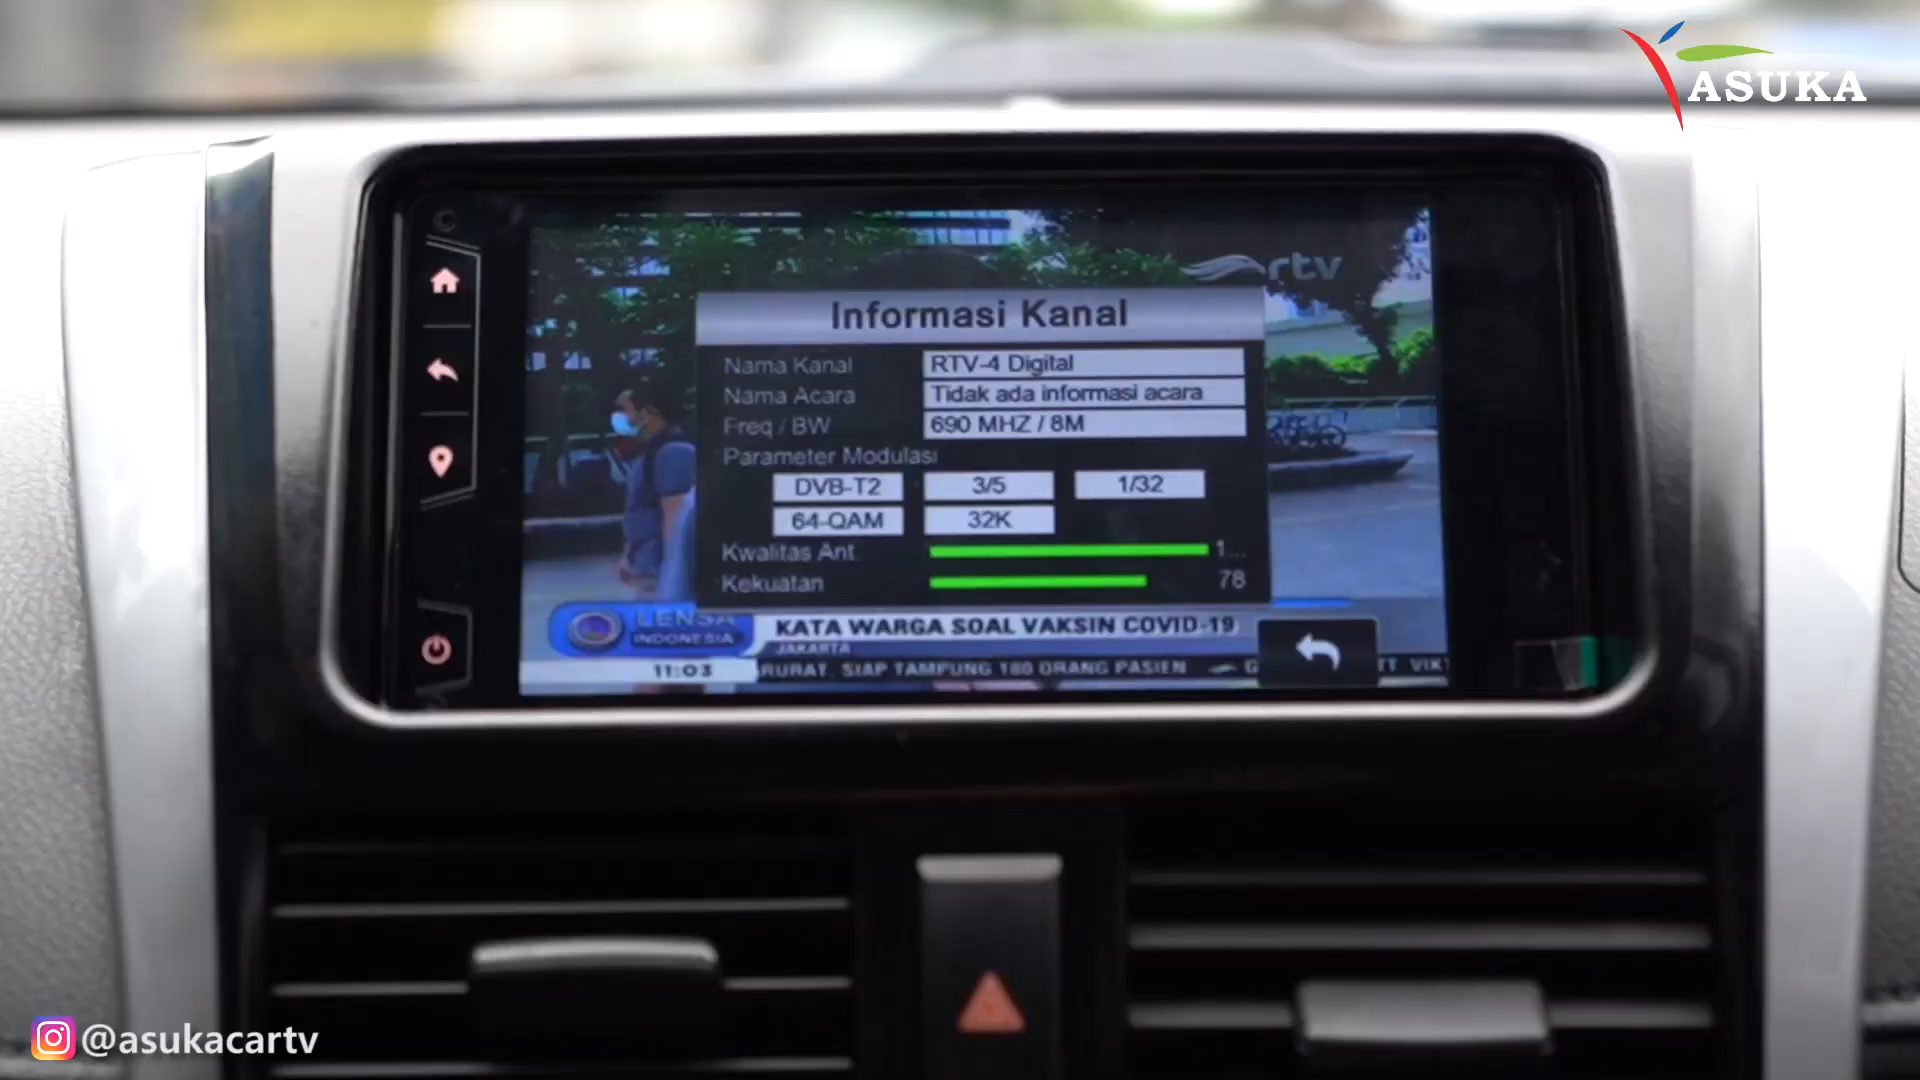 ASUKA
rtv
Informasi Kanal
Nama Kanal RTV-4 Digital
Nama Acara Tidak ada informasi acara
Freq / BW 690 MHZ / 8M
Parameter Modulasi
DVB-T2 3/5 1/32
64-QAM 32K
Kwalitas Ant. 1...
Kekuatan 78
LENSA
INDONESIA
KATA WARGA SOAL VAKSIN COVID-19
JAKARTA
11:03 RURAT. SIAP TAMPUNG 180 ORANG PASIEN
@asukacartv